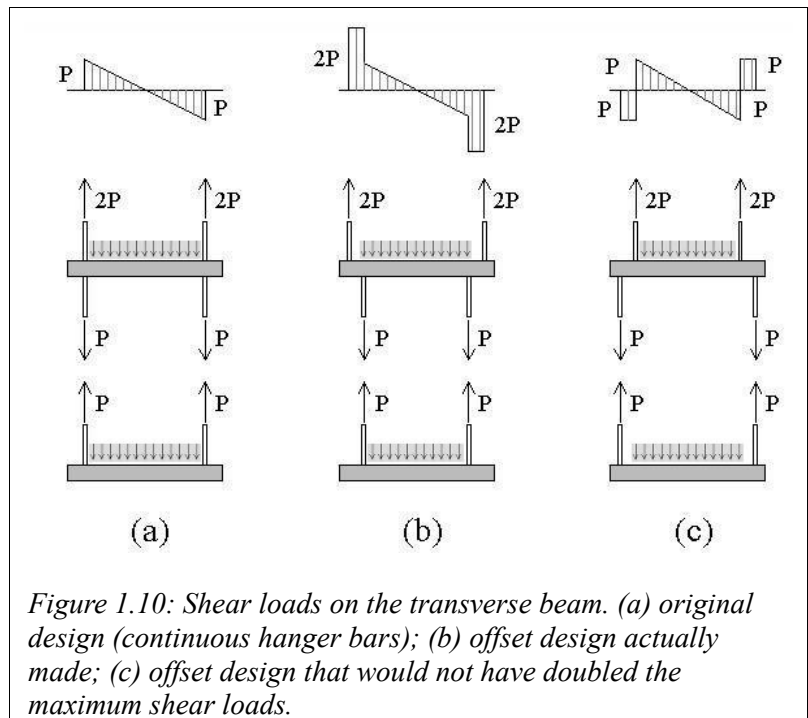 P
P
2P
2P
P
P
P
P
2P
2P
2P
2P
2P
2P
P
P
P
P
P
P
P
P
P
P
P
P
(a)
(b)
(c)
Figure 1.10: Shear loads on the transverse beam. (a) original
design (continuous hanger bars); (b) offset design actually
made; (c) offset design that would not have doubled the
maximum shear loads.